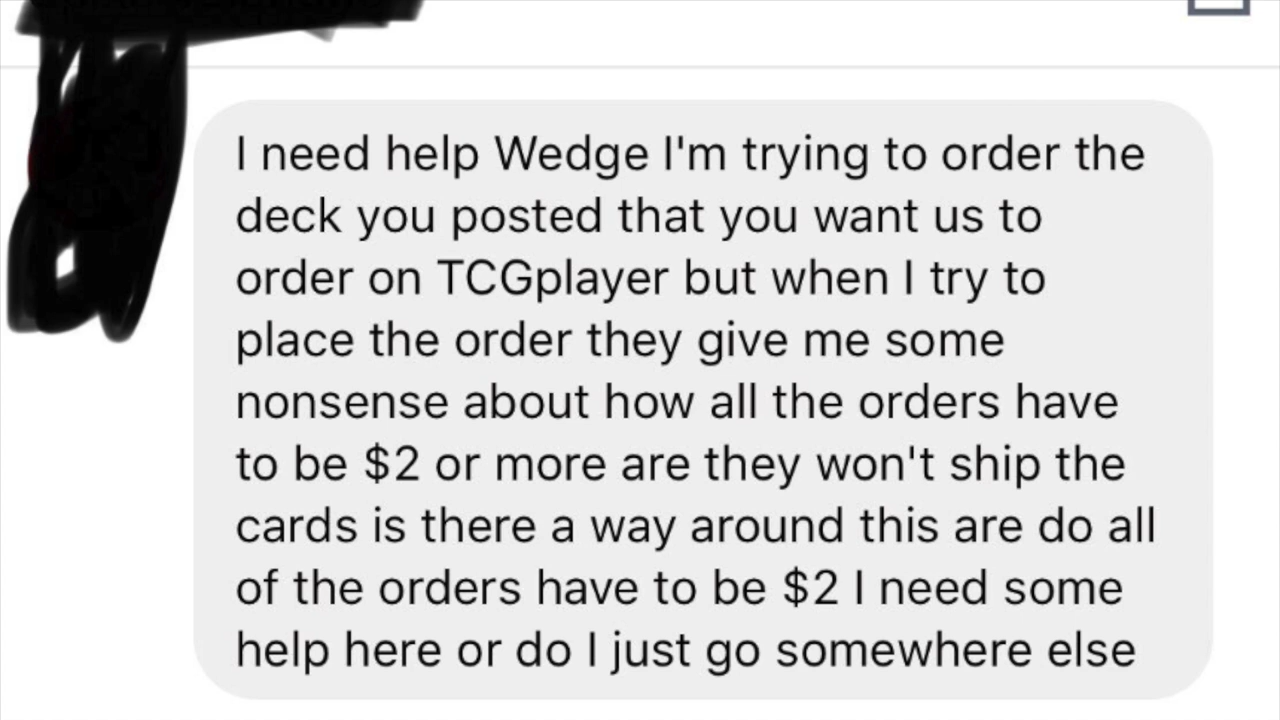 I need help Wedge I'm trying to order the
deck you posted that you want us to
order on TCGplayer but when I try to
place the order they give me some
nonsense about how all the orders have
to be $2 or more are they won't ship the
cards is there a way around this are do all
of the orders have to be $2 I need some
help here or do I just go somewhere else